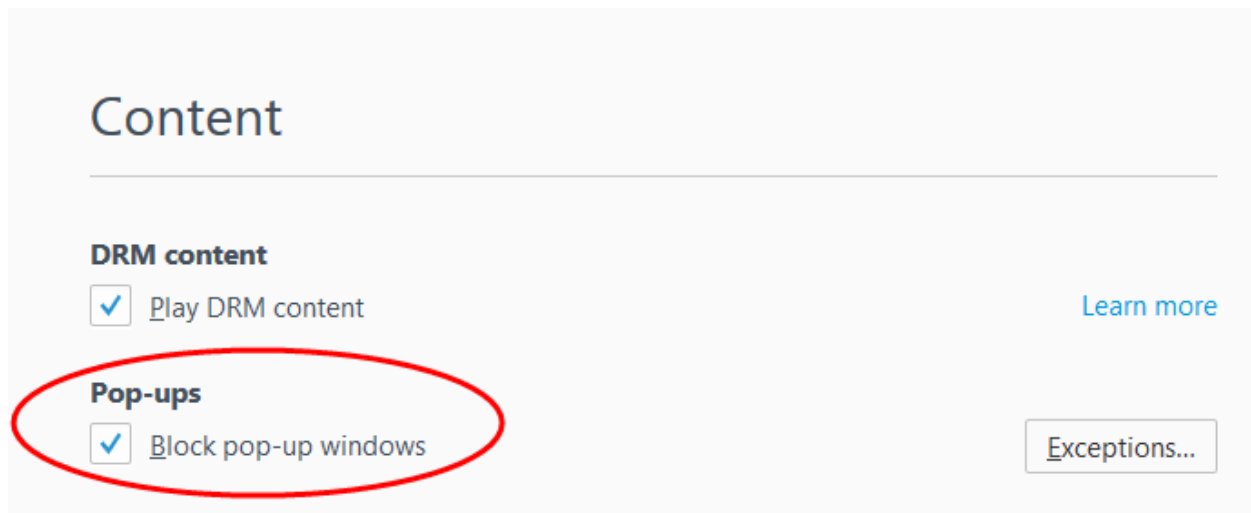 Content
DRM content
Play DRM content
Learn more
Pop-ups
Block pop-up windows
Exceptions...